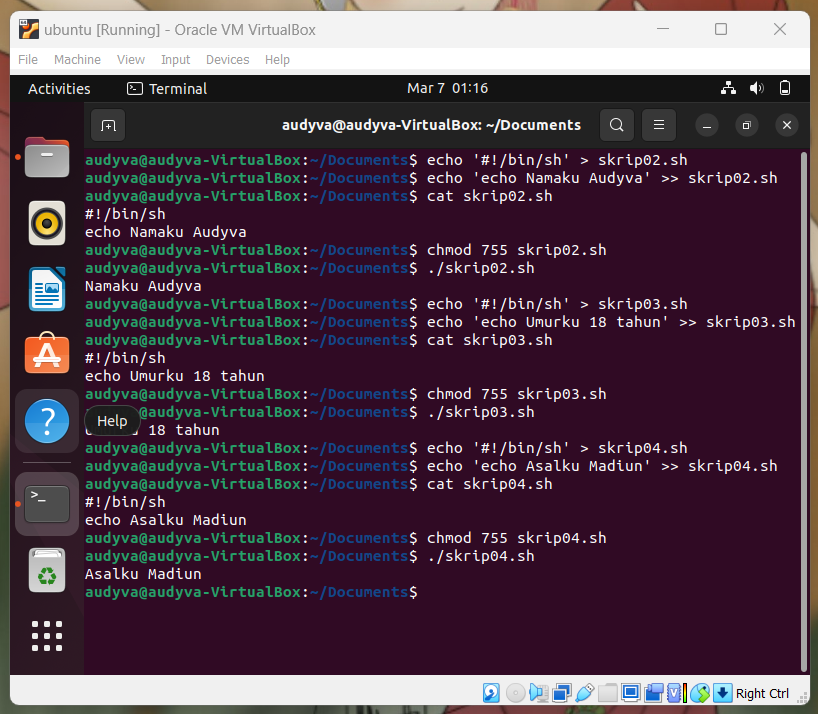 ubuntu [Running] - Oracle VM VirtualBox
File Machine View Input Devices Help
Activities Terminal Mar 7 01:16
audyva@audyva-VirtualBox: ~/Documents
audyva@audyva-VirtualBox:~/Documents$ echo '#!/bin/sh' > skrip02.sh
audyva@audyva-VirtualBox:~/Documents$ echo 'echo Namaku Audyva' >> skrip02.sh
audyva@audyva-VirtualBox:~/Documents$ cat skrip02.sh
#!/bin/sh
echo Namaku Audyva
audyva@audyva-VirtualBox:~/Documents$ chmod 755 skrip02.sh
audyva@audyva-VirtualBox:~/Documents$ ./skrip02.sh
Namaku Audyva
audyva@audyva-VirtualBox:~/Documents$ echo '#!/bin/sh' > skrip03.sh
audyva@audyva-VirtualBox:~/Documents$ echo 'echo Umurku 18 tahun' >> skrip03.sh
audyva@audyva-VirtualBox:~/Documents$ cat skrip03.sh
#!/bin/sh
echo Umurku 18 tahun
audyva@audyva-VirtualBox:~/Documents$ chmod 755 skrip03.sh
@audyva-VirtualBox:~/Documents$ ./skrip03.sh
Help
18 tahun
audyva@audyva-VirtualBox:~/Documents$ echo '#!/bin/sh' > skrip04.sh
audyva@audyva-VirtualBox:~/Documents$ echo 'echo Asalku Madiun' >> skrip04.sh
audyva@audyva-VirtualBox:~/Documents$ cat skrip04.sh
#!/bin/sh
echo Asalku Madiun
audyva@audyva-VirtualBox:~/Documents$ chmod 755 skrip04.sh
audyva@audyva-VirtualBox:~/Documents$ ./skrip04.sh
Asalku Madiun
audyva@audyva-VirtualBox:~/Documents$
Right Ctrl